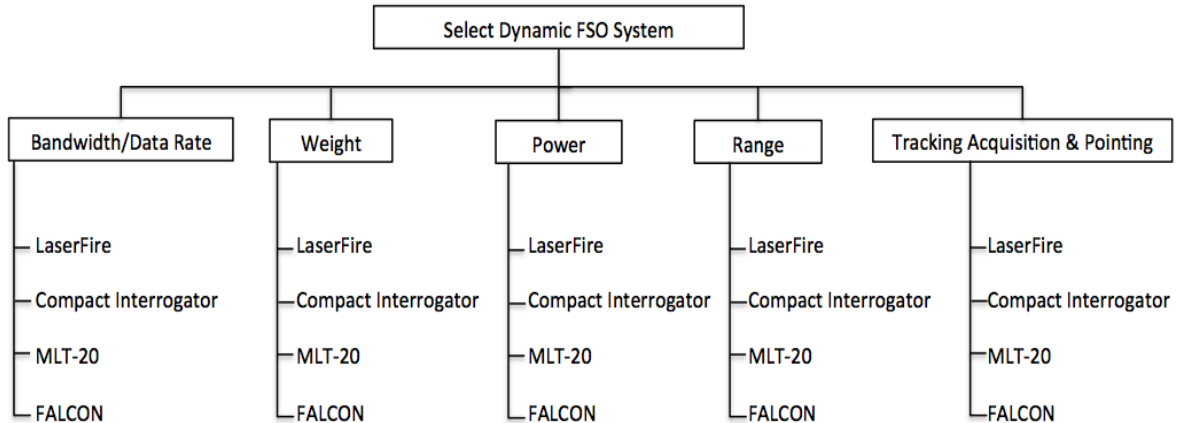 Select Dynamic FSO System
Bandwidth/Data Rate
LaserFire
Compact Interrogator
MLT-20
FALCON
Weight
LaserFire
Compact Interrogator
MLT-20
FALCON
Power
LaserFire
Compact Interrogator
MLT-20
FALCON
Range
LaserFire
Compact Interrogator
MLT-20
FALCON
Tracking Acquisition & Pointing
LaserFire
Compact Interrogator
MLT-20
FALCON